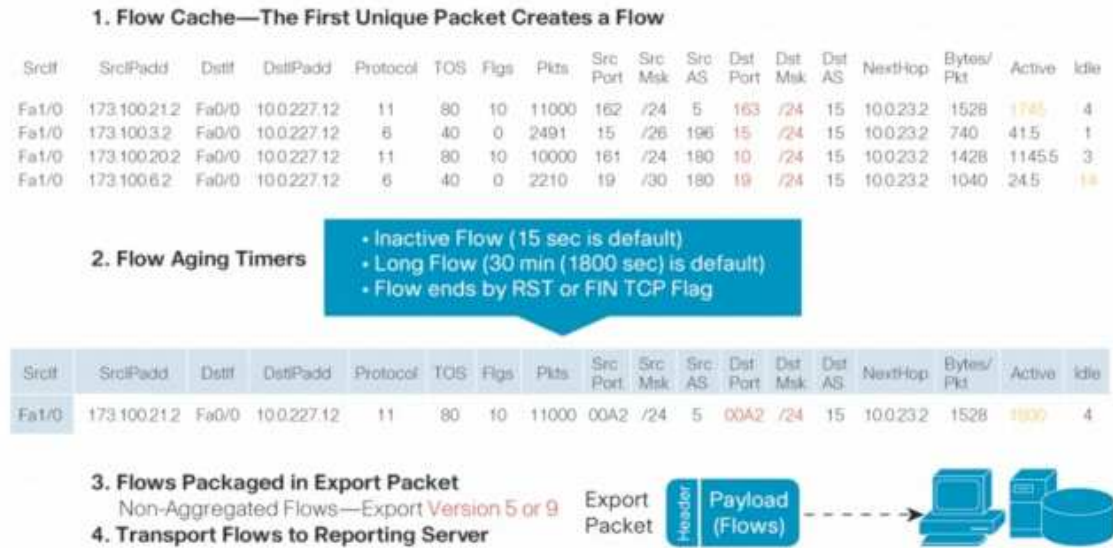 1. Flow Cache—The First Unique Packet Creates a Flow
SrcIf SrcIPadd DstIf DstIPadd Protocol TOS Flgs Pkts Src Port Src Msk Src AS Dst Port Dst Msk Dst AS NextHop Bytes/Pkt Active Idle
Fa1/0 173.100.21.2 Fa0/0 10.0.227.12 11 80 10 11000 162 /24 5 163 /24 15 10.0.23.2 1528 1745 4
Fa1/0 173.100.3.2 Fa0/0 10.0.227.12 6 40 0 2491 15 /26 196 15 /24 15 10.0.23.2 740 41.5 1
Fa1/0 173.100.20.2 Fa0/0 10.0.227.12 11 80 10 10000 161 /24 180 10 /24 15 10.0.23.2 1428 1145.5 3
Fa1/0 173.100.6.2 Fa0/0 10.0.227.12 6 40 0 2210 19 /30 180 19 /24 15 10.0.23.2 1040 24.5 14
2. Flow Aging Timers
• Inactive Flow (15 sec is default)
• Long Flow (30 min (1800 sec) is default)
• Flow ends by RST or FIN TCP Flag
SrcIf SrcIPadd DstIf DstIPadd Protocol TOS Flgs Pkts Src Port Src Msk Src AS Dst Port Dst Msk Dst AS NextHop Bytes/Pkt Active Idle
Fa1/0 173.100.21.2 Fa0/0 10.0.227.12 11 80 10 11000 00A2 /24 5 00A2 /24 15 10.0.23.2 1528 1800 4
3. Flows Packaged in Export Packet
Non-Aggregated Flows—Export Version 5 or 9
4. Transport Flows to Reporting Server
Export Packet
Header
Payload (Flows)